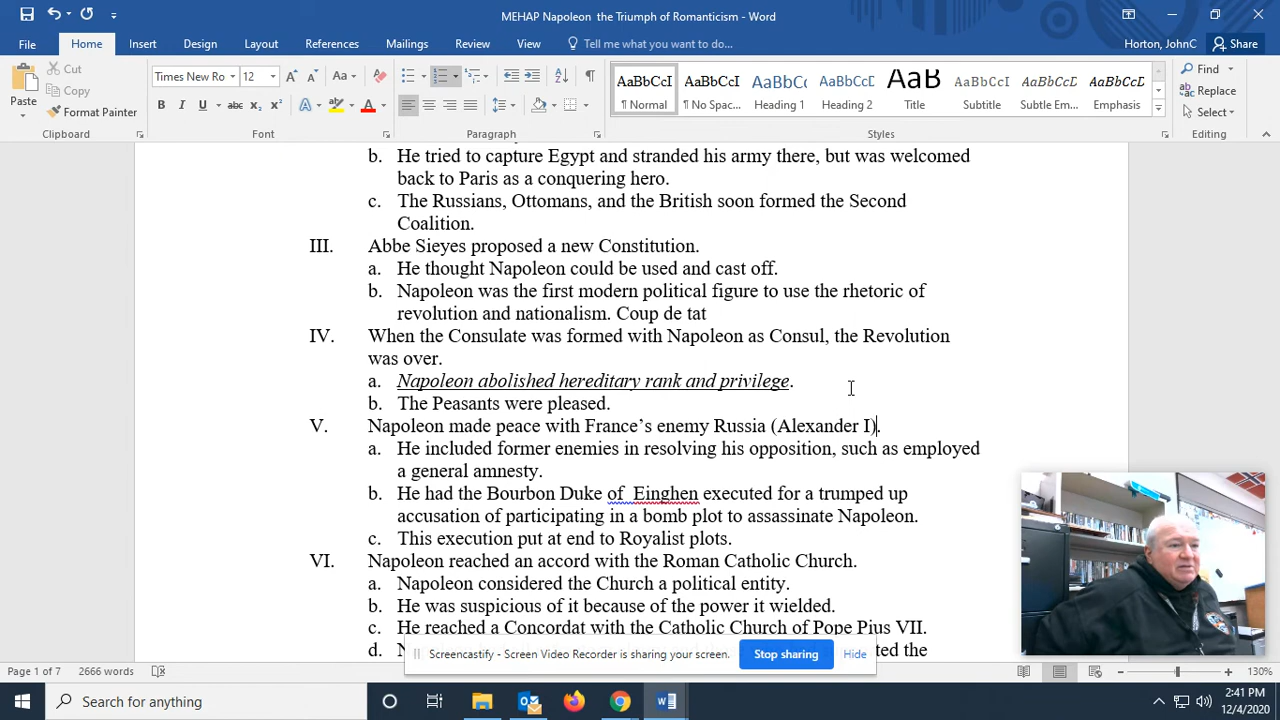 MEHAP Napoleon  the Triumph of Romanticism - Word
File Home Insert Design Layout References Mailings Review View Tell me what you want to do... Horton, JohnC Share
Cut
Copy
Format Painter
Paste
Clipboard
Times New Ro 12
Font
Paragraph
AaBbCcI AaBbCcI AaBbCcI AaBbCcI AaB AaBbCcI AaBbCcI AaBbCcI
¶ Normal ¶ No Spac... Heading 1 Heading 2 Title Subtitle Subtle Em... Emphasis
Styles
Find
Replace
Select
Editing
b. He tried to capture Egypt and stranded his army there, but was welcomed
back to Paris as a conquering hero.
c. The Russians, Ottomans, and the British soon formed the Second
Coalition.
III. Abbe Sieyes proposed a new Constitution.
a. He thought Napoleon could be used and cast off.
b. Napoleon was the first modern political figure to use the rhetoric of
revolution and nationalism. Coup de tat
IV. When the Consulate was formed with Napoleon as Consul, the Revolution
was over.
a. Napoleon abolished hereditary rank and privilege.
b. The Peasants were pleased.
V. Napoleon made peace with France’s enemy Russia (Alexander I).
a. He included former enemies in resolving his opposition, such as employed
a general amnesty.
b. He had the Bourbon Duke of  Einghen executed for a trumped up
accusation of participating in a bomb plot to assassinate Napoleon.
c. This execution put at end to Royalist plots.
VI. Napoleon reached an accord with the Roman Catholic Church.
a. Napoleon considered the Church a political entity.
b. He was suspicious of it because of the power it wielded.
c. He reached a Concordat with the Catholic Church of Pope Pius VII.
d.
the
Screencastify - Screen Video Recorder is sharing your screen. Stop sharing Hide
Page 1 of 7 2666 words 130%
Search for anything
2:41 PM
12/4/2020